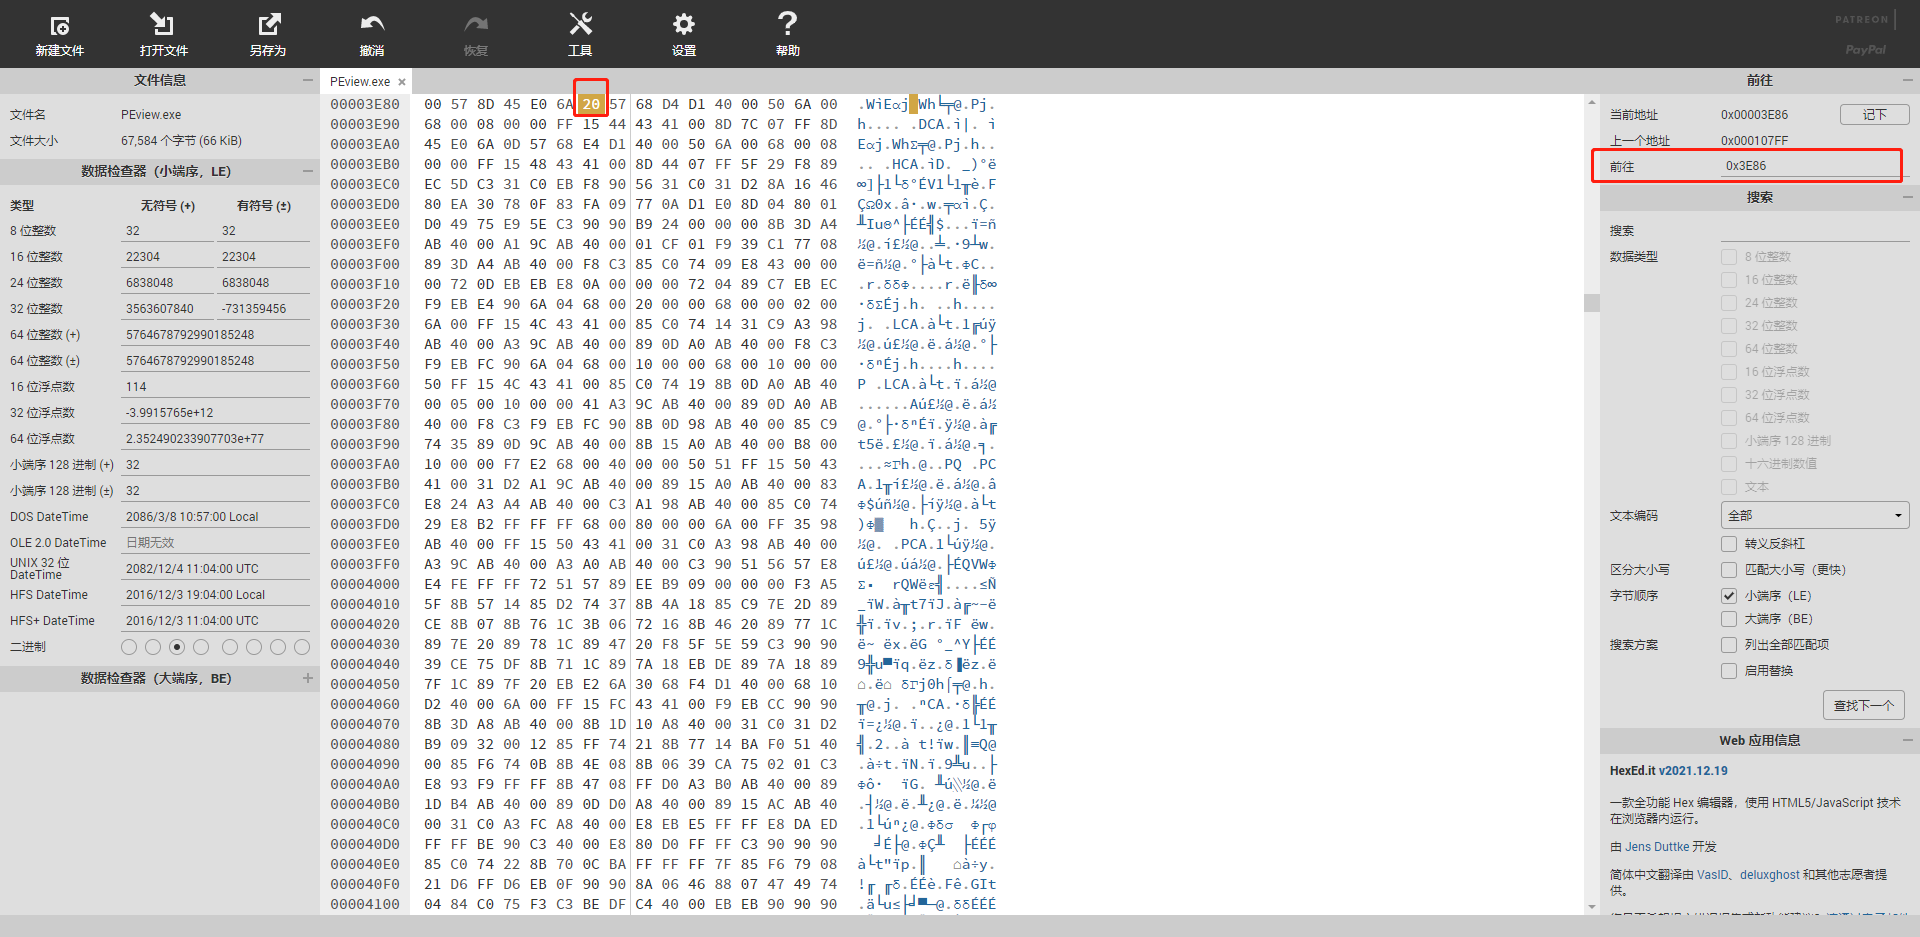 新建文件
打开文件
另存为
撤消
恢复
工具
设置
帮助
PATREON
PayPal
文件信息
文件名 PEview.exe
文件大小 67,584 个字节 (66 KiB)
数据检查器（小端序，LE）
类型 无符号 (+) 有符号 (±)
8 位整数 32 32
16 位整数 22304 22304
24 位整数 6838048 6838048
32 位整数 3563607840 -731359456
64 位整数 (+) 5764678792990185248
64 位整数 (±) 5764678792990185248
16 位浮点数 114
32 位浮点数 -3.9915765e+12
64 位浮点数 2.352490233907703e+77
小端序 128 进制 (+) 32
小端序 128 进制 (±) 32
DOS DateTime 2086/3/8 10:57:00 Local
OLE 2.0 DateTime 日期无效
UNIX 32 位 DateTime 2082/12/4 11:04:00 UTC
HFS DateTime 2016/12/3 19:04:00 Local
HFS+ DateTime 2016/12/3 11:04:00 UTC
二进制
数据检查器（大端序，BE）
PEview.exe ×
00003E80 00 57 8D 45 E0 6A 20 57 68 D4 D1 40 00 50 6A 00
00003E90 68 00 08 00 00 FF 15 44 43 41 00 8D 7C 07 FF 8D
00003EA0 45 E0 6A 0D 57 68 E4 D1 40 00 50 6A 00 68 00 08
00003EB0 00 00 FF 15 48 43 41 00 8D 44 07 FF 5F 29 F8 89
00003EC0 EC 5D C3 31 C0 EB F8 90 56 31 C0 31 D2 8A 16 46
00003ED0 80 EA 30 78 0F 83 FA 09 77 0A D1 E0 8D 04 80 01
00003EE0 D0 49 75 E9 5E C3 90 90 B9 24 00 00 00 8B 3D A4
00003EF0 AB 40 00 A1 9C AB 40 00 01 CF 01 F9 39 C1 77 08
00003F00 89 3D A4 AB 40 00 F8 C3 85 C0 74 09 E8 43 00 00
00003F10 00 72 0D EB EB E8 0A 00 00 00 72 04 89 C7 EB EC
00003F20 F9 EB E4 90 6A 04 68 00 20 00 00 68 00 00 02 00
00003F30 6A 00 FF 15 4C 43 41 00 85 C0 74 14 31 C9 A3 98
00003F40 AB 40 00 A3 9C AB 40 00 89 0D A0 AB 40 00 F8 C3
00003F50 F9 EB FC 90 6A 04 68 00 10 00 00 68 00 10 00 00
00003F60 50 FF 15 4C 43 41 00 85 C0 74 19 8B 0D A0 AB 40
00003F70 00 05 00 10 00 00 41 A3 9C AB 40 00 89 0D A0 AB
00003F80 40 00 F8 C3 F9 EB FC 90 8B 0D 98 AB 40 00 85 C9
00003F90 74 35 89 0D 9C AB 40 00 8B 15 A0 AB 40 00 B8 00
00003FA0 10 00 00 F7 E2 68 00 40 00 00 50 51 FF 15 50 43
00003FB0 41 00 31 D2 A1 9C AB 40 00 89 15 A0 AB 40 00 83
00003FC0 E8 24 A3 A4 AB 40 00 C3 A1 98 AB 40 00 85 C0 74
00003FD0 29 E8 B2 FF FF FF 68 00 80 00 00 6A 00 FF 35 98
00003FE0 AB 40 00 FF 15 50 43 41 00 31 C0 A3 98 AB 40 00
00003FF0 A3 9C AB 40 00 A3 A0 AB 40 00 C3 90 51 56 57 E8
00004000 E4 FE FF FF 72 51 57 89 EE B9 09 00 00 00 F3 A5
00004010 5F 8B 57 14 85 D2 74 37 8B 4A 18 85 C9 7E 2D 89
00004020 CE 8B 07 8B 76 1C 3B 06 72 16 8B 46 20 89 77 1C
00004030 89 7E 20 89 78 1C 89 47 20 F8 5F 5E 59 C3 90 90
00004040 39 CE 75 DF 8B 71 1C 89 7A 18 EB DE 89 7A 18 89
00004050 7F 1C 89 7F 20 EB E2 6A 30 68 F4 D1 40 00 68 10
00004060 D2 40 00 6A 00 FF 15 FC 43 41 00 F9 EB CC 90 90
00004070 8B 3D A8 AB 40 00 8B 1D 10 A8 40 00 31 C0 31 D2
00004080 B9 09 32 00 12 85 FF 74 21 8B 77 14 BA F0 51 40
00004090 00 85 F6 74 0B 8B 4E 08 8B 06 39 CA 75 02 01 C3
000040A0 E8 93 F9 FF FF 8B 47 08 FF D0 A3 B0 AB 40 00 89
000040B0 1D B4 AB 40 00 89 0D D0 A8 40 00 89 15 AC AB 40
000040C0 00 31 C0 A3 FC A8 40 00 E8 EB E5 FF FF E8 DA ED
000040D0 FF FF BE 90 C3 40 00 E8 80 D0 FF FF C3 90 90 90
000040E0 85 C0 74 22 8B 70 0C BA FF FF FF 7F 85 F6 79 08
000040F0 21 D6 FF D6 EB 0F 90 90 8A 06 46 88 07 47 49 74
00004100 04 84 C0 75 F3 C3 BE DF C4 40 00 EB EB 90 90 90
前往
当前地址 0x00003E86 记下
上一个地址 0x000107FF
前往 0x3E86
搜索
搜索
数据类型 8 位整数
16 位整数
24 位整数
32 位整数
64 位整数
16 位浮点数
32 位浮点数
64 位浮点数
小端序 128 进制
十六进制数值
文本
文本编码 全部
转义反斜杠
区分大小写 匹配大小写（更快）
字节顺序 小端序（LE）
大端序（BE）
搜索方案 列出全部匹配项
启用替换
查找下一个
Web 应用信息
HexEd.it v2021.12.19
一款全功能 Hex 编辑器，使用 HTML5/JavaScript 技术
在浏览器内运行。
由 Jens Duttke 开发
简体中文翻译由 VasID、deluxghost 和其他志愿者提
供。